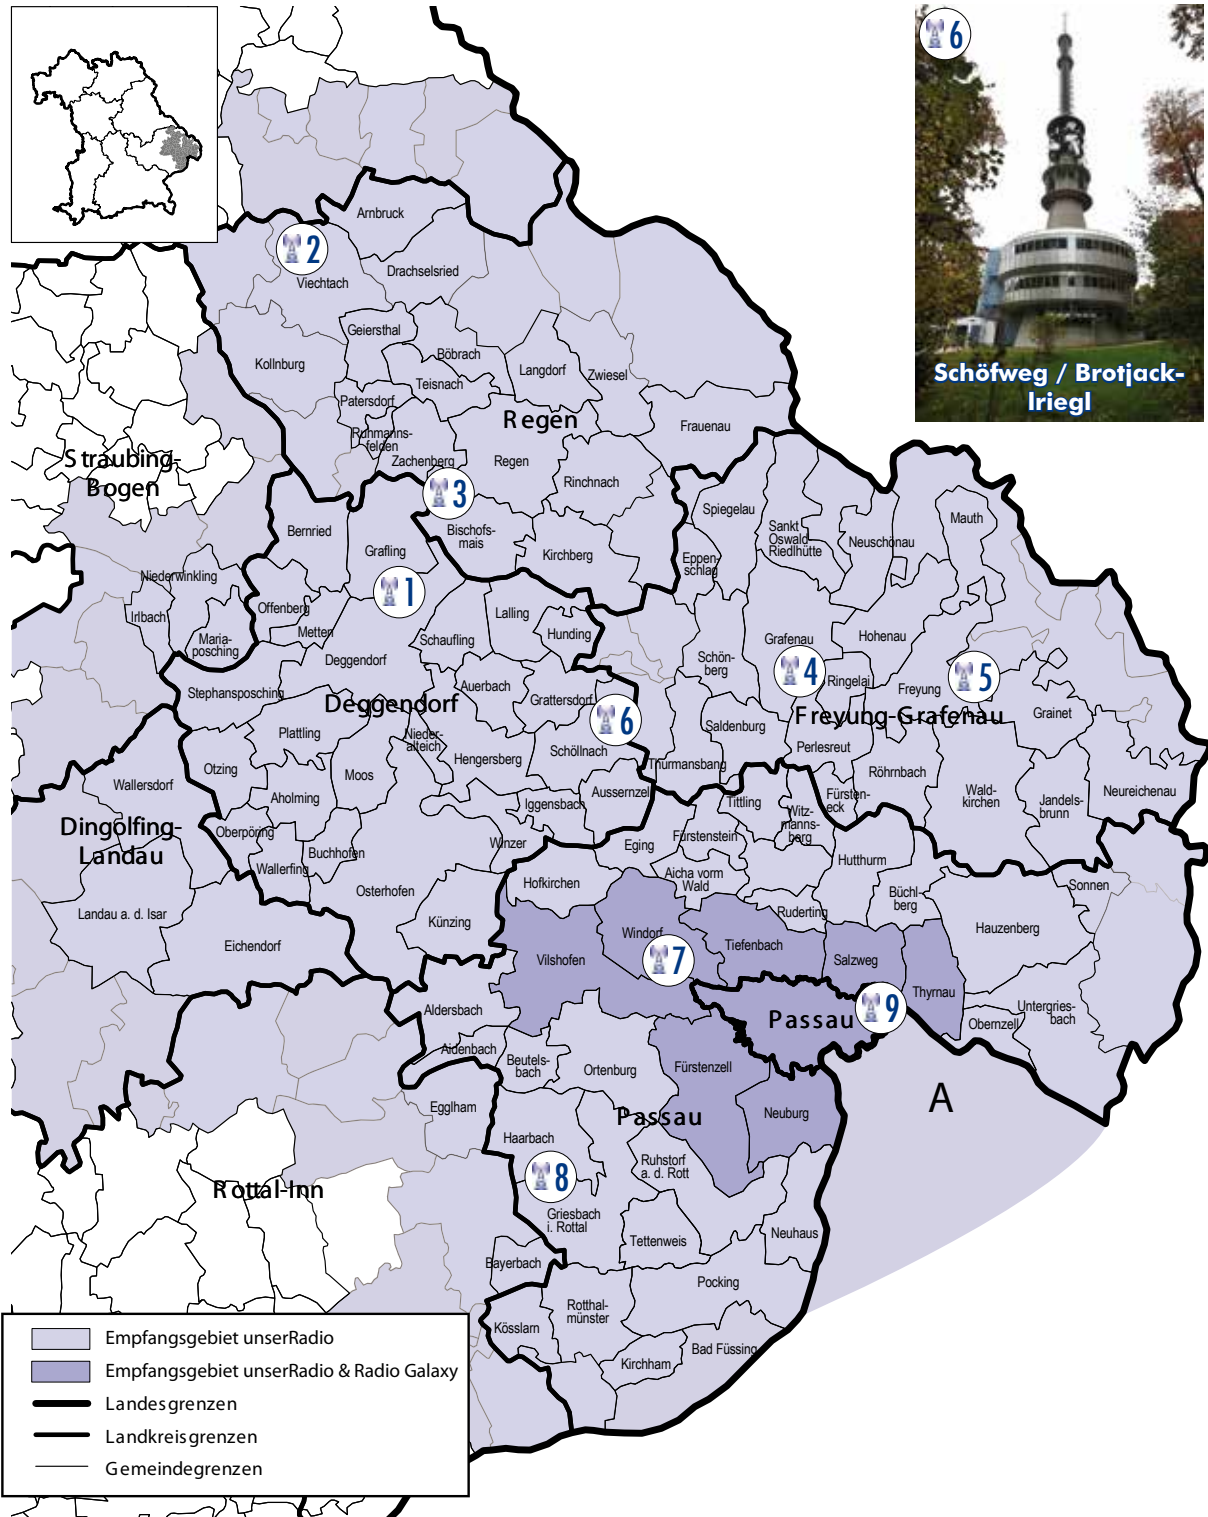 6
Schöfweg / Brotjack-
lriegl
Arnbruck
2
Viechtach
Drachselsried
Geiersthal
Kollnburg
Böbrach
Langdorf
Zwiesel
Teisnach
Patersdorf
Regen
Frauenau
Ruhmanns-
felden
Zachenberg
Regen
Straubing-
Bogen
Rinchnach
3
Spiegelau
Mauth
Bernried
Bischofs-
mais
Sankt
Oswald
Riedlhütte
Neuschönau
Grafling
Kirchberg
Eppen-
schlag
Niederwinkling
1
Irlbach
Offenberg
Lalling
Maria-
posching
Metten
Schaufling
Hunding
Grafenau
Hohenau
Deggendorf
Schön-
berg
4
Ringelai
5
Stephansposching
Auerbach
Freyung
Deggendorf
Grattersdorf
Freyung-Grafenau
Grainet
6
Saldenburg
Plattling
Nieder-
alteich
Schöllnach
Perlesreut
Otzing
Moos
Hengersberg
Thurmansbang
Röhrnbach
Wallersdorf
Aholming
Iggensbach
Aussernzell
Tittling
Fürsten-
eck
Wald-
kirchen
Jandels-
brunn
Neureichenau
Dingolfing-
Landau
Oberpöring
Witz-
manns-
berg
Fürstenstein
Buchhofen
Winzer
Eging
Hutthurm
Wallerfing
Aicha vorm
Wald
Osterhofen
Hofkirchen
Büchl-
berg
Sonnen
Landau a. d. Isar
Künzing
Ruderting
Hauzenberg
Eichendorf
Windorf
Tiefenbach
Vilshofen
7
Salzweg
Thyrnau
Aldersbach
Passau
9
Obernzell
Untergries-
bach
Aidenbach
Beutels-
bach
Ortenburg
Fürstenzell
A
Egglham
Passau
Neuburg
Haarbach
Ruhstorf
a. d. Rott
8
Rottal-Inn
Griesbach
i. Rottal
Tettenweis
Neuhaus
Bayerbach
Pocking
Rotthal-
münster
Kösslarn
Bad Füssing
Kirchham
Empfangsgebiet unserRadio
Empfangsgebiet unserRadio & Radio Galaxy
Landesgrenzen
Landkreisgrenzen
Gemeindegrenzen